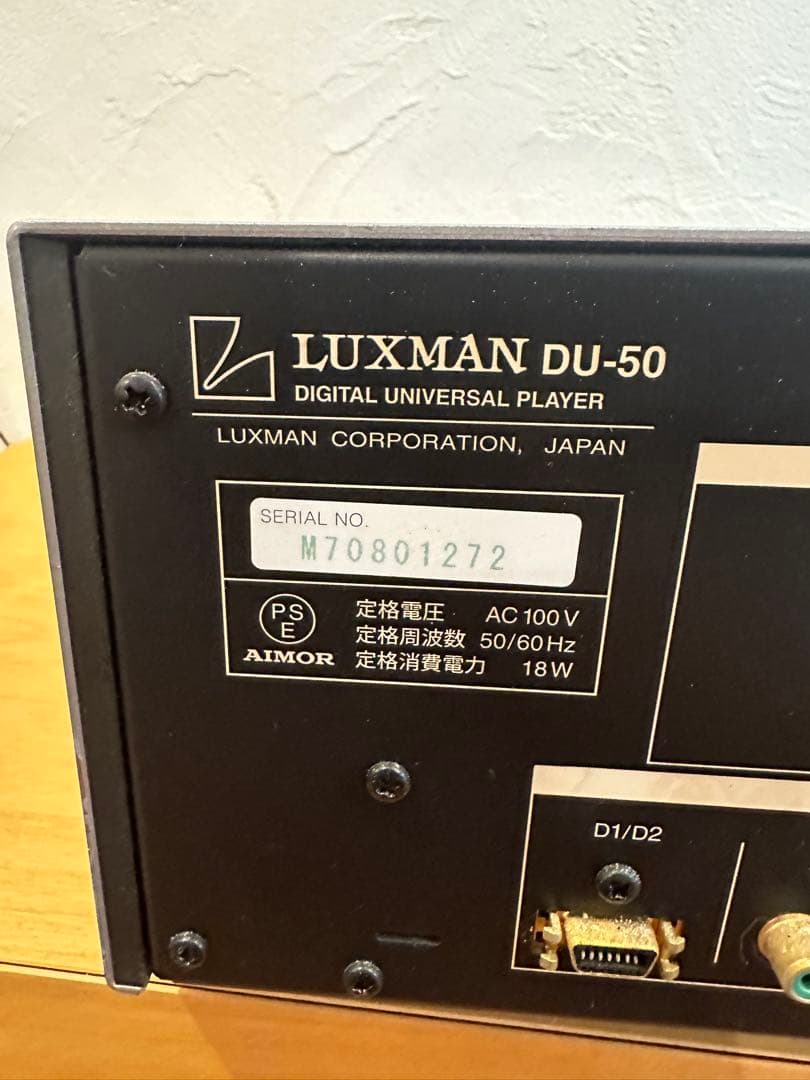 LUXMAN DU-50
DIGITAL UNIVERSAL PLAYER
LUXMAN CORPORATION, JAPAN
SERIAL NO.
M70801272
PS
E
AIMOR
定格電圧 AC 100 V
定格周波数 50/60 Hz
定格消費電力 18W
D1/D2